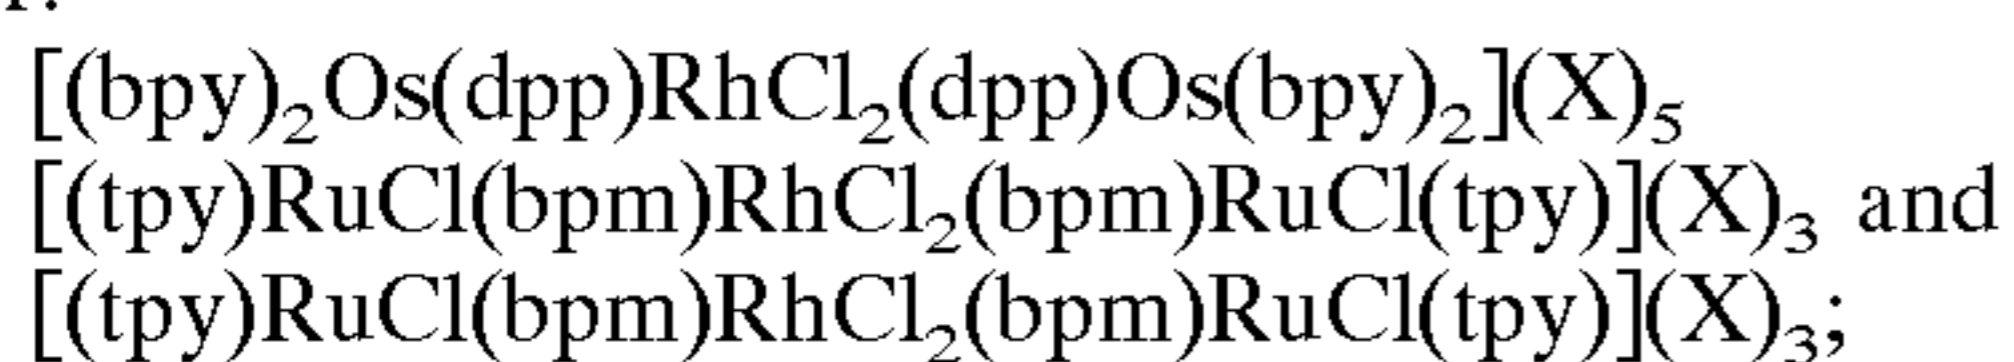 [(bpy)₂Os(dpp)RhCl₂(dpp)Os(bpy)₂](X)₅
[(tpy)RuCl(bpm)RhCl₂(bpm)RuCl(tpy)](X)₃ and
[(tpy)RuCl(bpm)RhCl₂(bpm)RuCl(tpy)](X)₃;